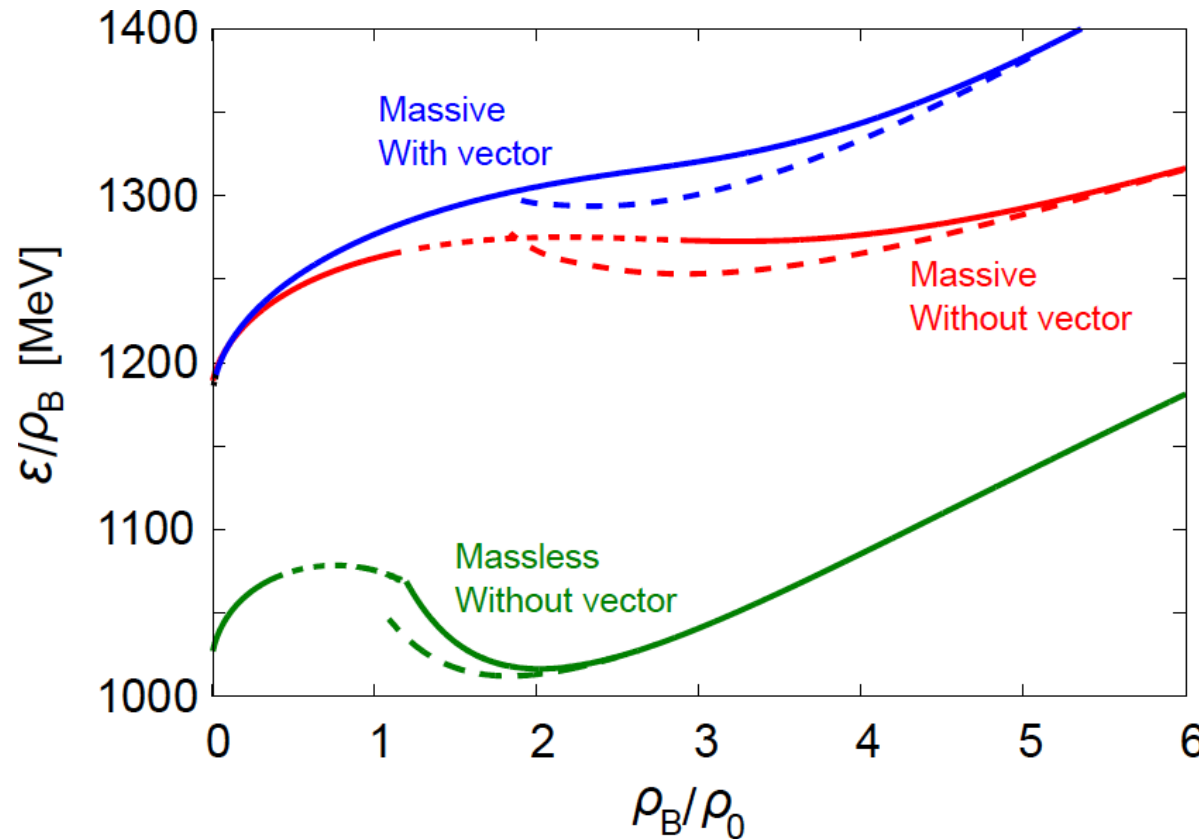 1400
1300
1200
1100
1000
ε/ρB [MeV]
Massive
With vector
Massive
Without vector
Massless
Without vector
0 1 2 3 4 5 6
ρB/ρ0